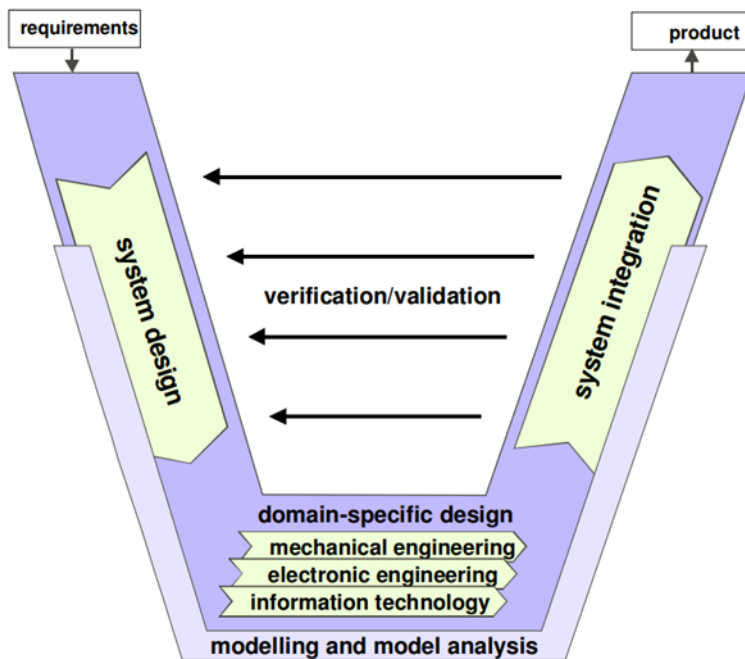 requirements
product
system design
verification/validation
system integration
domain-specific design
mechanical engineering
electronic engineering
information technology
modelling and model analysis